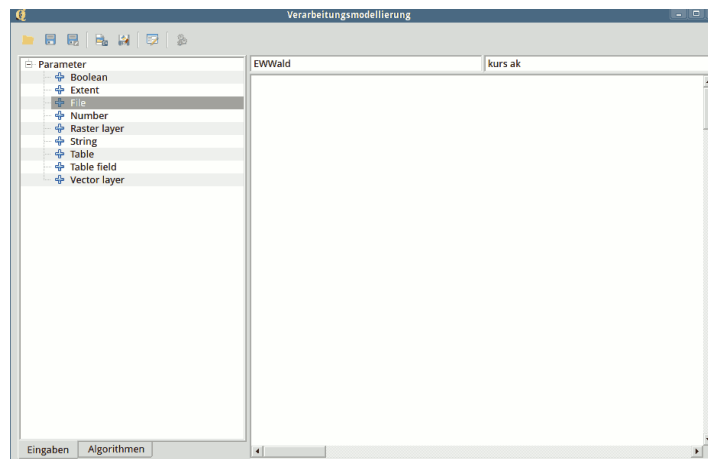 Verarbeitungsmodellierung
EWWald
kurs ak
Parameter
Boolean
Extent
File
Number
Raster layer
String
Table
Table field
Vector layer
Eingaben
Algorithmen